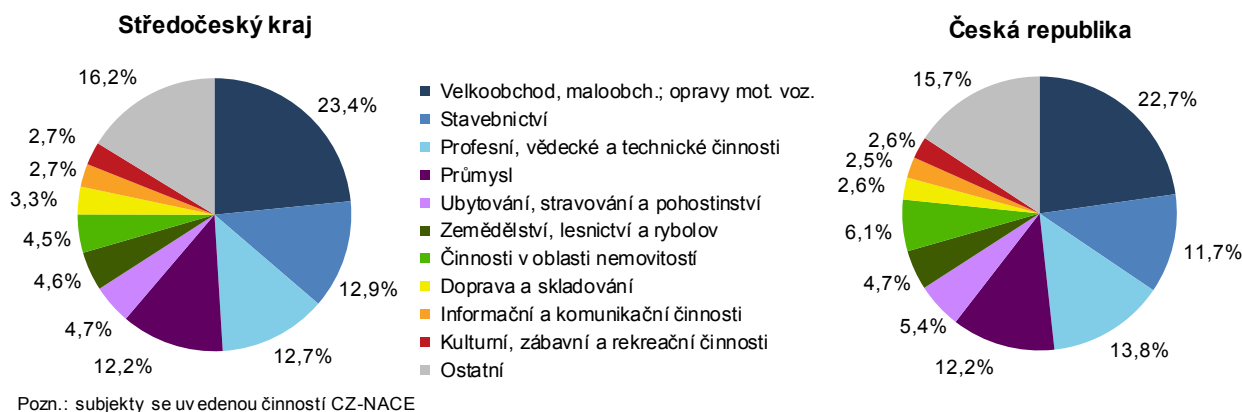 Středočeský kraj
23,4%
12,9%
12,7%
12,2%
4,7%
4,6%
4,5%
3,3%
2,7%
2,7%
16,2%
Velkoobchod, maloobch.; opravy mot. voz.
Stavebnictví
Profesní, vědecké a technické činnosti
Průmysl
Ubytování, stravování a pohostinství
Zemědělství, lesnictví a rybolov
Činnosti v oblasti nemovitostí
Doprava a skladování
Informační a komunikační činnosti
Kulturní, zábavní a rekreační činnosti
Ostatní
Česká republika
22,7%
11,7%
13,8%
12,2%
5,4%
4,7%
6,1%
2,6%
2,5%
2,6%
15,7%
Pozn.: subjekty se uvedenou činností CZ-NACE